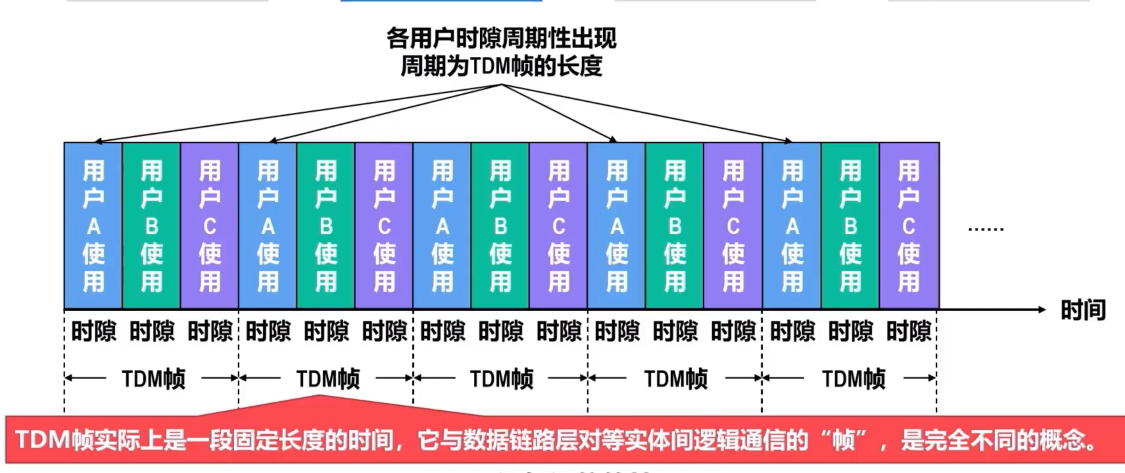 各用户时隙周期性出现
周期为TDM帧的长度
用户A使用 用户B使用 用户C使用 用户A使用 用户B使用 用户C使用 用户A使用 用户B使用 用户C使用 用户A使用 用户B使用 用户C使用 用户A使用 用户B使用 用户C使用 ……
时间
时隙 时隙 时隙 时隙 时隙 时隙 时隙 时隙 时隙 时隙 时隙 时隙 时隙 时隙 时隙
TDM帧 TDM帧 TDM帧 TDM帧 TDM帧
TDM帧实际上是一段固定长度的时间，它与数据链路层对等实体间逻辑通信的“帧”，是完全不同的概念。